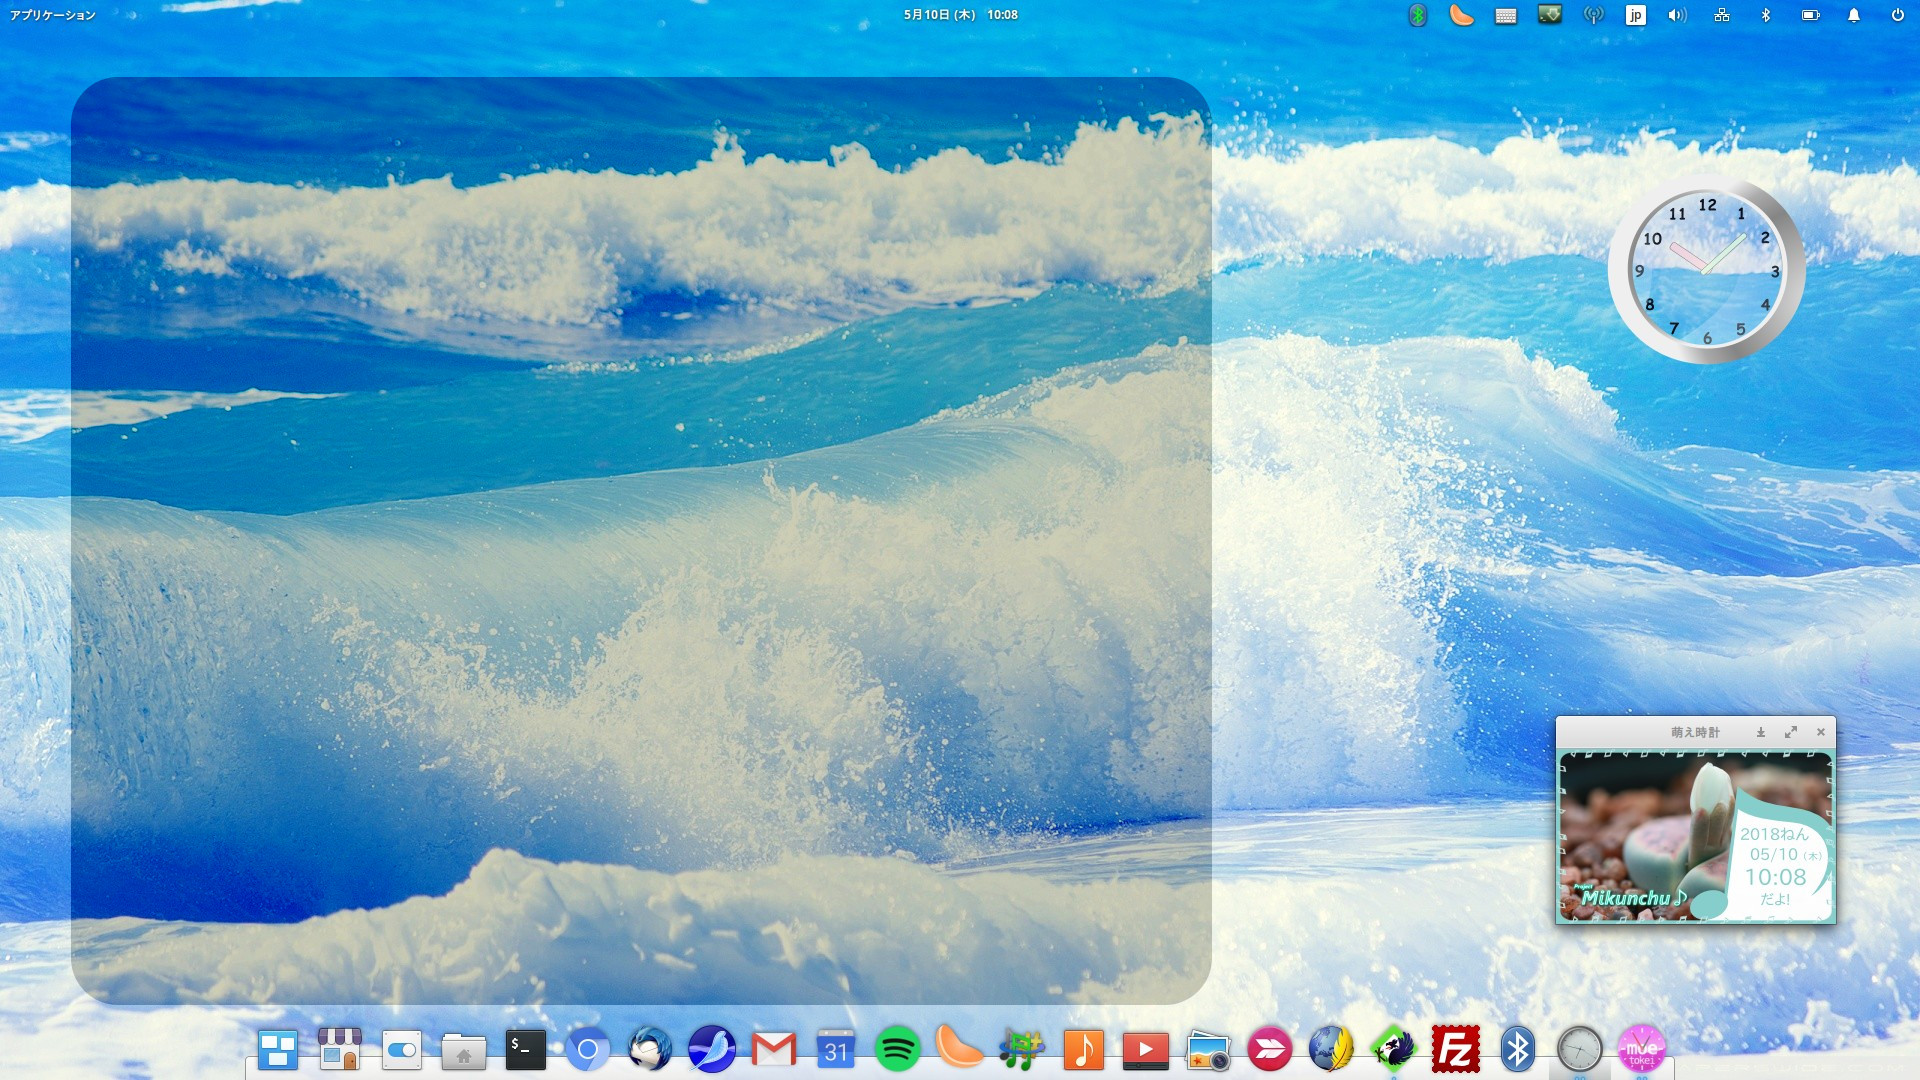 アプリケーション
5月10日 (木) 10:08
jp
12
11 1
10 2
9 3
8 4
7 5
6
萌え時計
2018ねん
05/10 (木)
10:08
だよ!
Project
Mikunchu♪
$_
31
Fz
mue
tokei